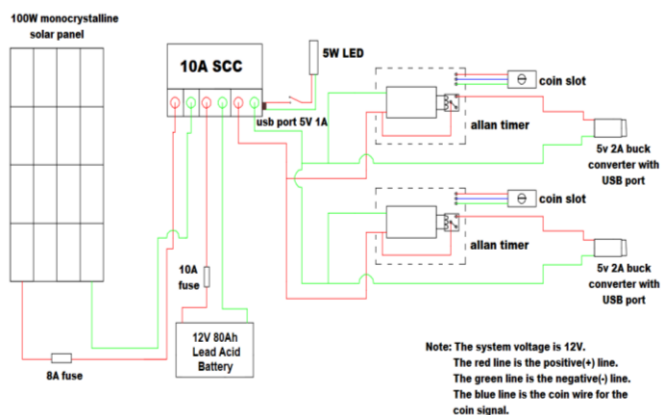 100W monocrystalline
solar panel
10A SCC
5W LED
usb port 5V 1A
coin slot
allan timer
5v 2A buck
converter with
USB port
coin slot
allan timer
5v 2A buck
converter with
USB port
10A
fuse
12V 80Ah
Lead Acid
Battery
8A fuse
Note: The system voltage is 12V.
The red line is the positive(+) line.
The green line is the negative(-) line.
The blue line is the coin wire for the
coin signal.